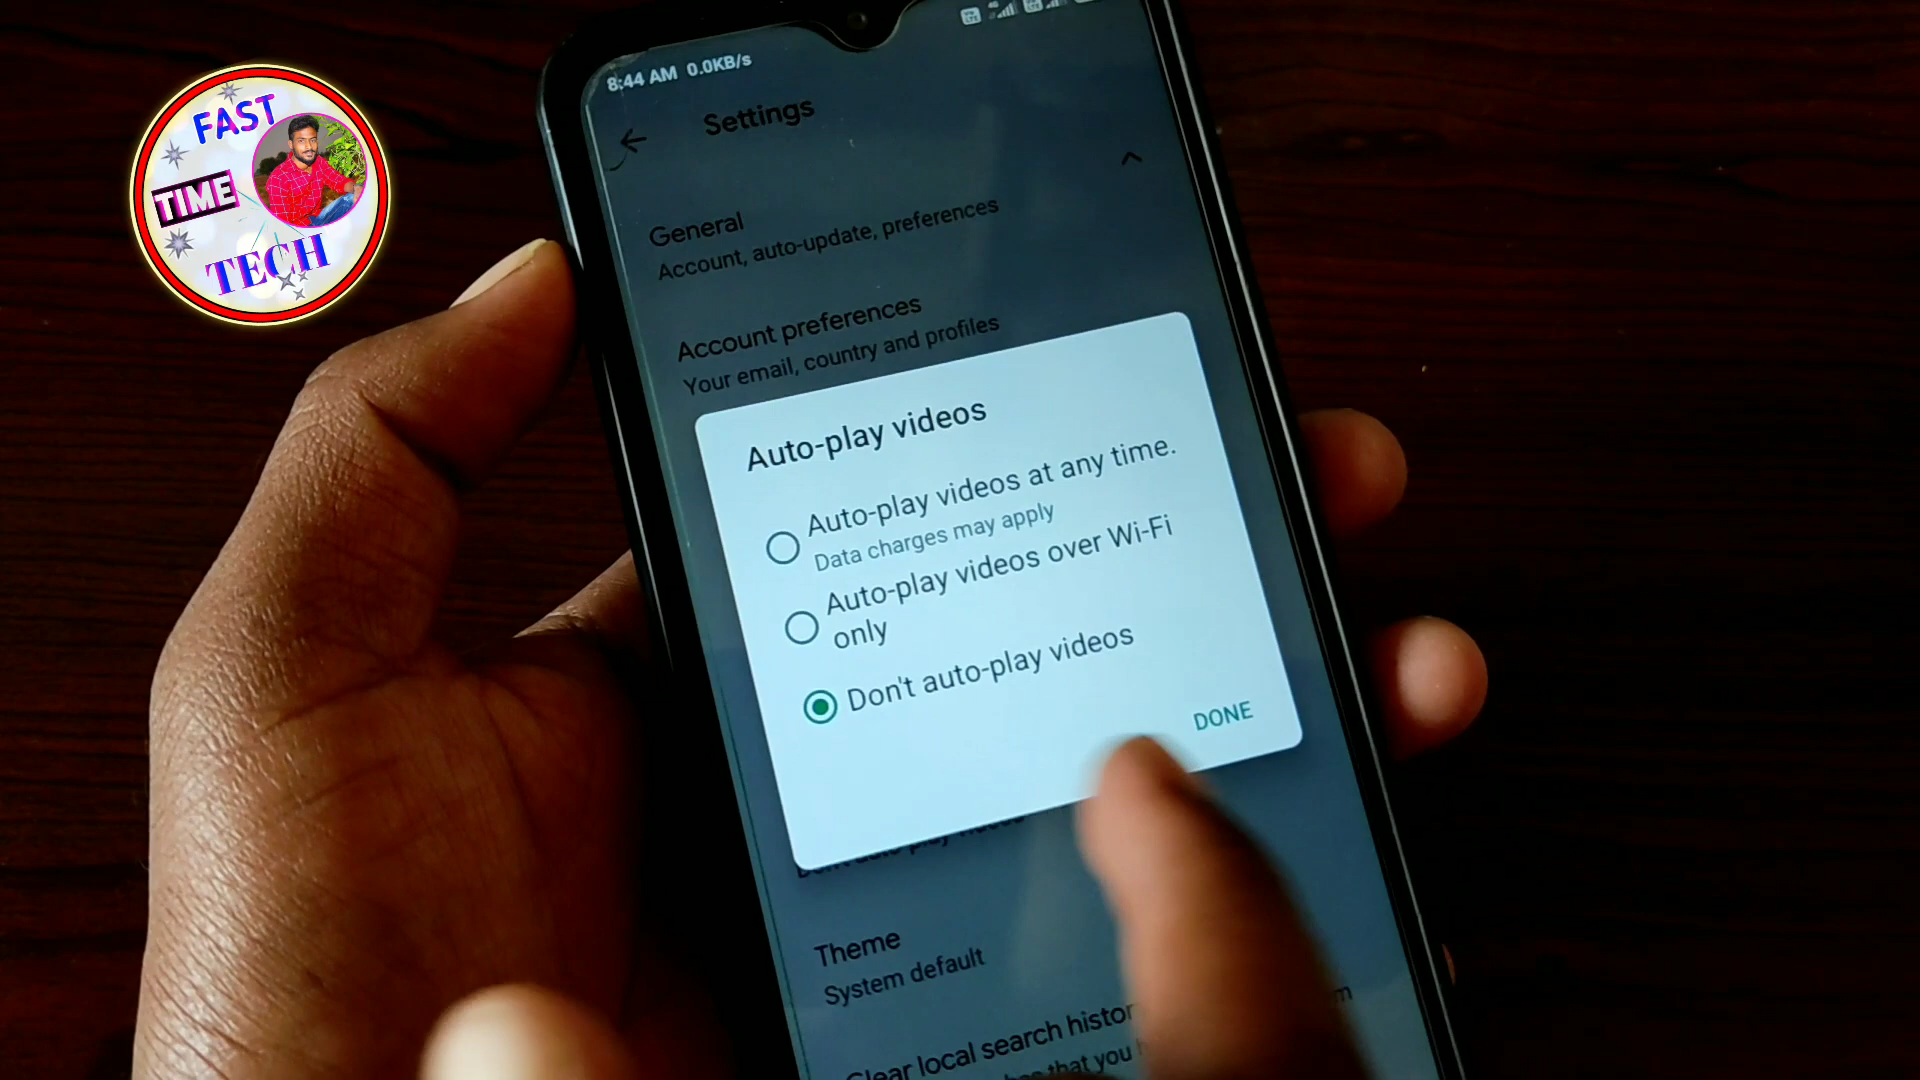 FAST
TIME
TECH
8:44 AM 0.0KB/s
Settings
General
Account, auto-update, preferences
Account preferences
Your email, country and profiles
Auto-play videos
Auto-play videos at any time.
Data charges may apply
Auto-play videos over Wi-Fi
only
Don't auto-play videos
DONE
Theme
System default
Clear local search
that you